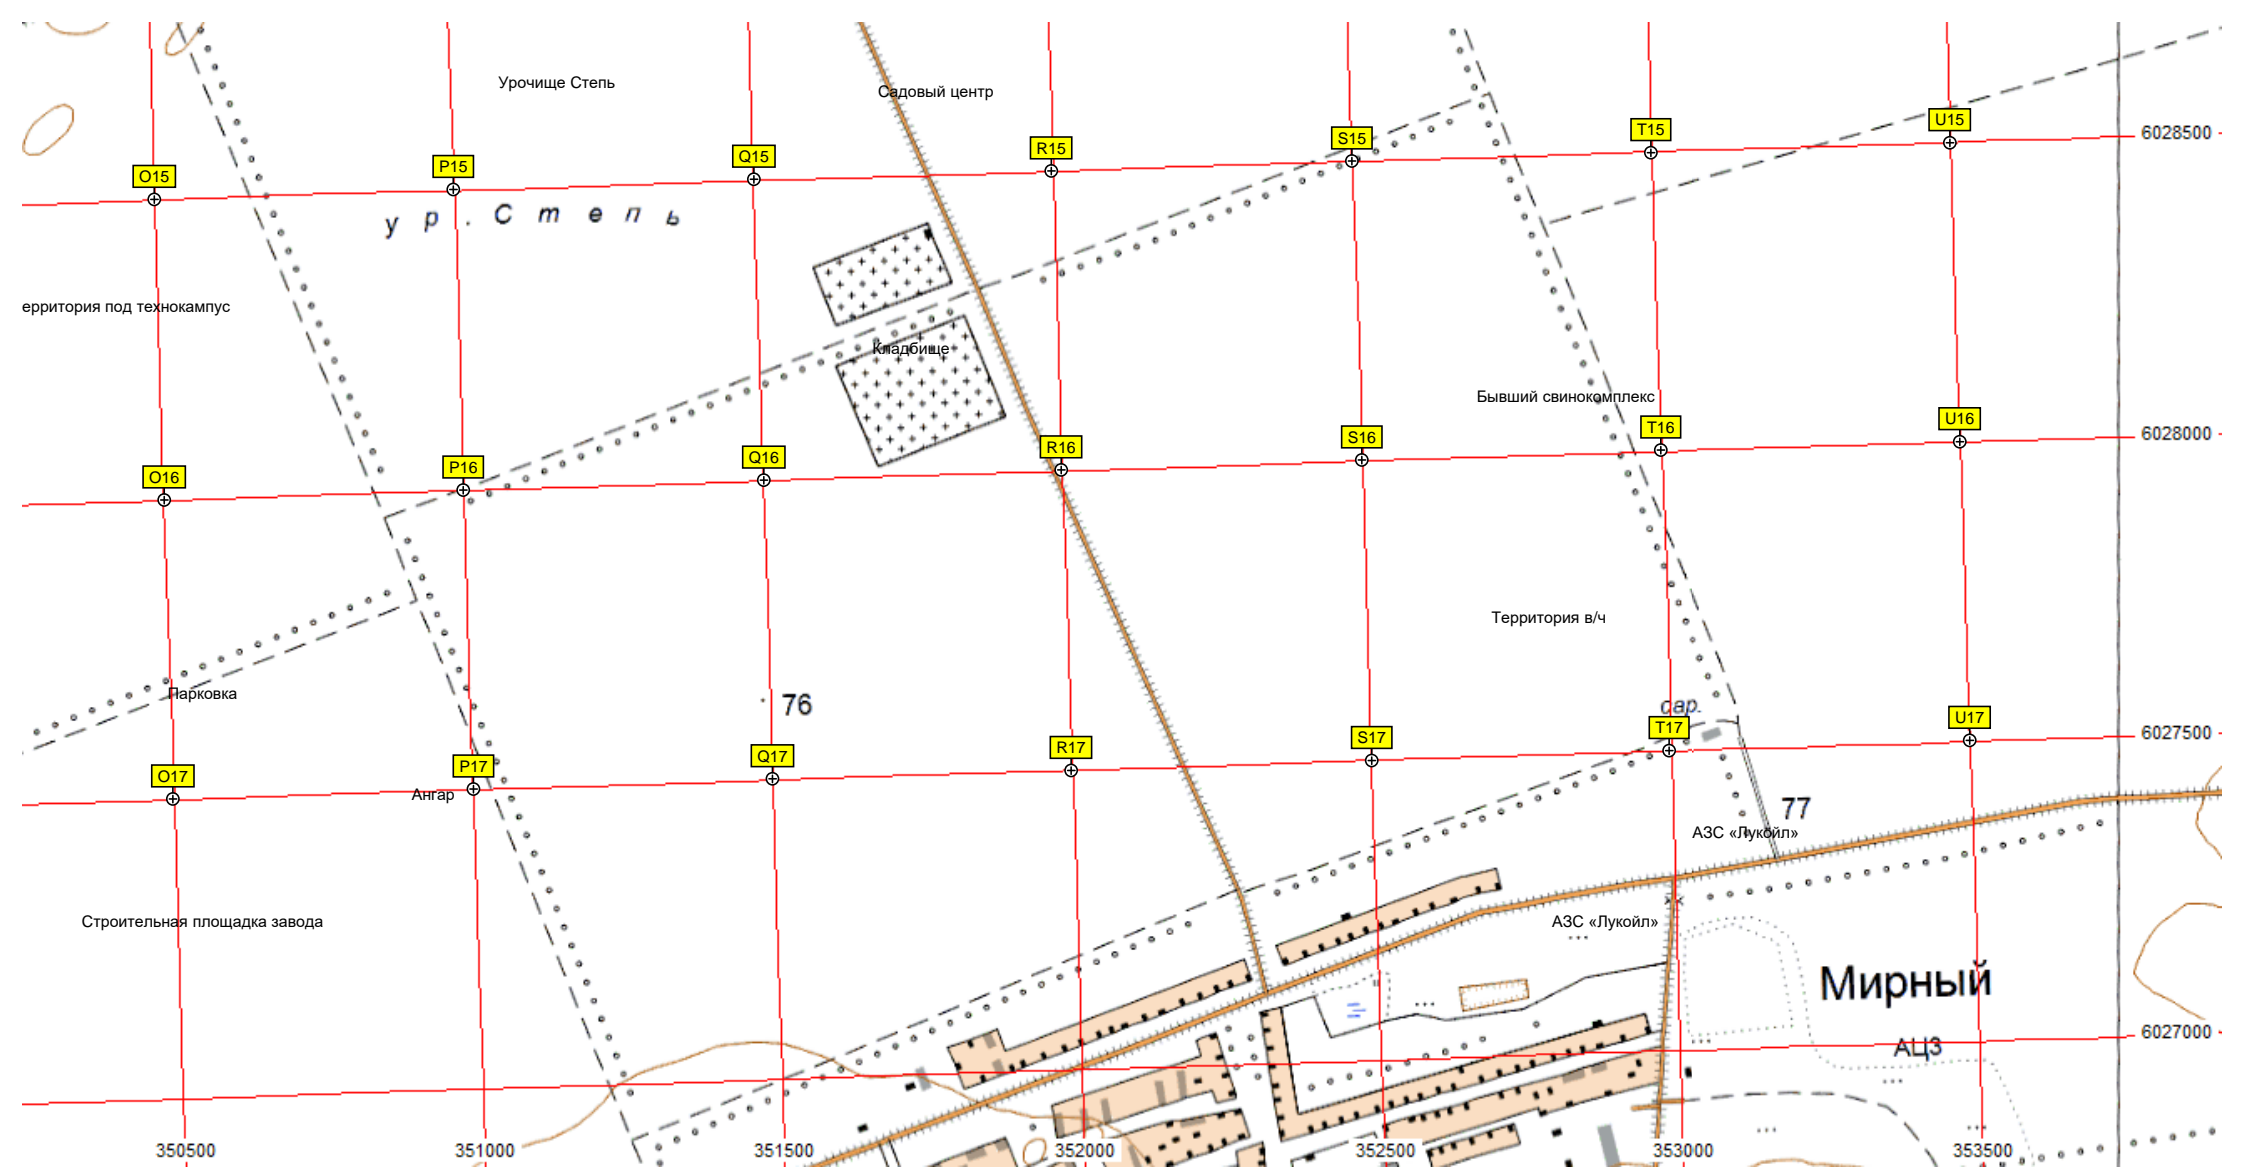 Урочище Степь
Садовый центр
O15
P15
Q15
R15
S15
T15
U15
6028500
ур. Степь
ерритория под технокампус
Кладбище
Бывший свинокомплекс
O16
P16
Q16
R16
S16
T16
U16
6028000
Территория в/ч
Парковка
76
сар.
O17
P17
Q17
R17
S17
T17
U17
6027500
Ангар
77
АЗС «Лукойл»
Строительная площадка завода
АЗС «Лукойл»
Мирный
6027000
АЦЗ
350500
351000
351500
352000
352500
353000
353500